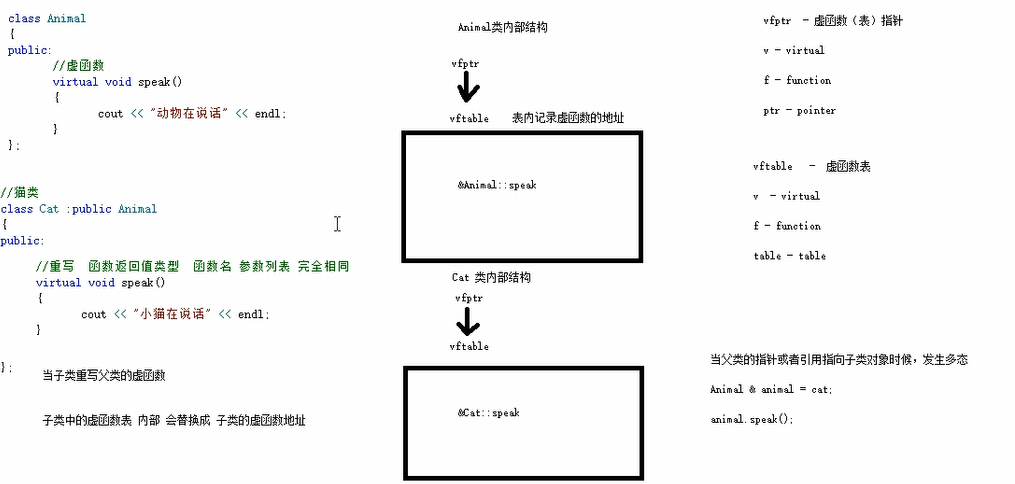 class Animal
{
public:
//虚函数
virtual void speak()
{
cout << "动物在说话" << endl;
}
};
//猫类
class Cat :public Animal
{
public:
//重写 函数返回值类型 函数名 参数列表 完全相同
virtual void speak()
{
cout << "小猫在说话" << endl;
}
};
当子类重写父类的虚函数
子类中的虚函数表 内部 会替换成 子类的虚函数地址
Animal类内部结构
vfptr
vftable 表内记录虚函数的地址
&Animal::speak
Cat 类内部结构
vfptr
vftable
&Cat::speak
vfptr - 虚函数(表)指针
v - virtual
f - function
ptr - pointer
vftable - 虚函数表
v - virtual
f - function
table - table
当父类的指针或者引用指向子类对象时候，发生多态
Animal & animal = cat;
animal.speak();